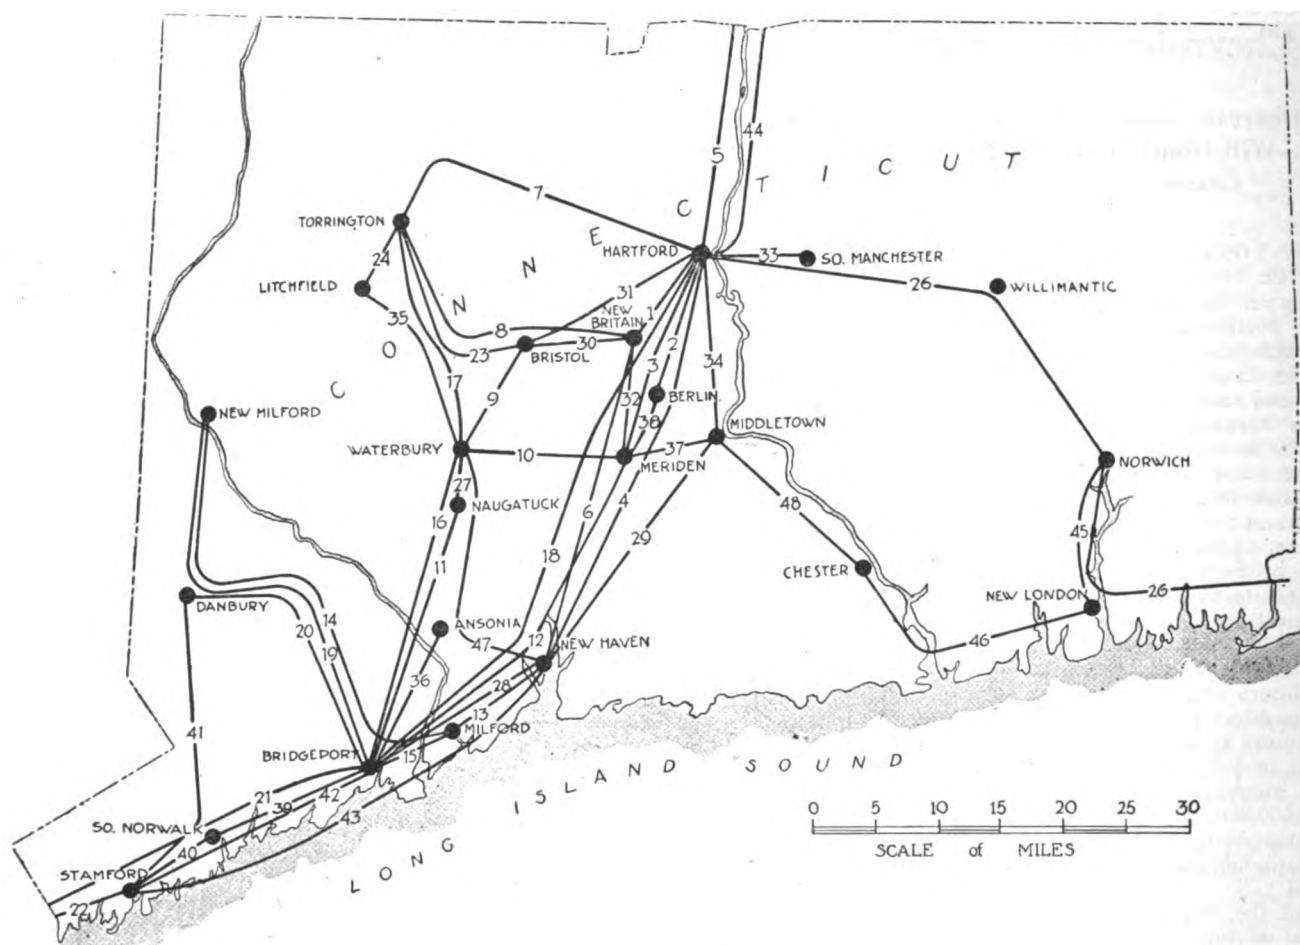 5
44
C O N N E C T I C U T
7
TORRINGTON
HARTFORD
33
SO. MANCHESTER
24
26
LITCHFIELD
WILLIMANTIC
31
35
NEW
BRITAIN
1
8
30
2
23
BRISTOL
3
34
17
9
32
BERLIN
NEW MILFORD
38
MIDDLETOWN
WATERBURY
10
37
MERIDEN
NORWICH
27
NAUGATUCK
16
4
48
6
45
29
11
18
CHESTER
26
NEW LONDON
DANBURY
14
20
ANSONIA
12
46
19
47
NEW HAVEN
36
28
13
41
MILFORD
15
BRIDGEPORT
21
39
42
43
SO. NORWALK
40
STAMFORD
22
LONG ISLAND SOUND
0 5 10 15 20 25 30
SCALE of MILES